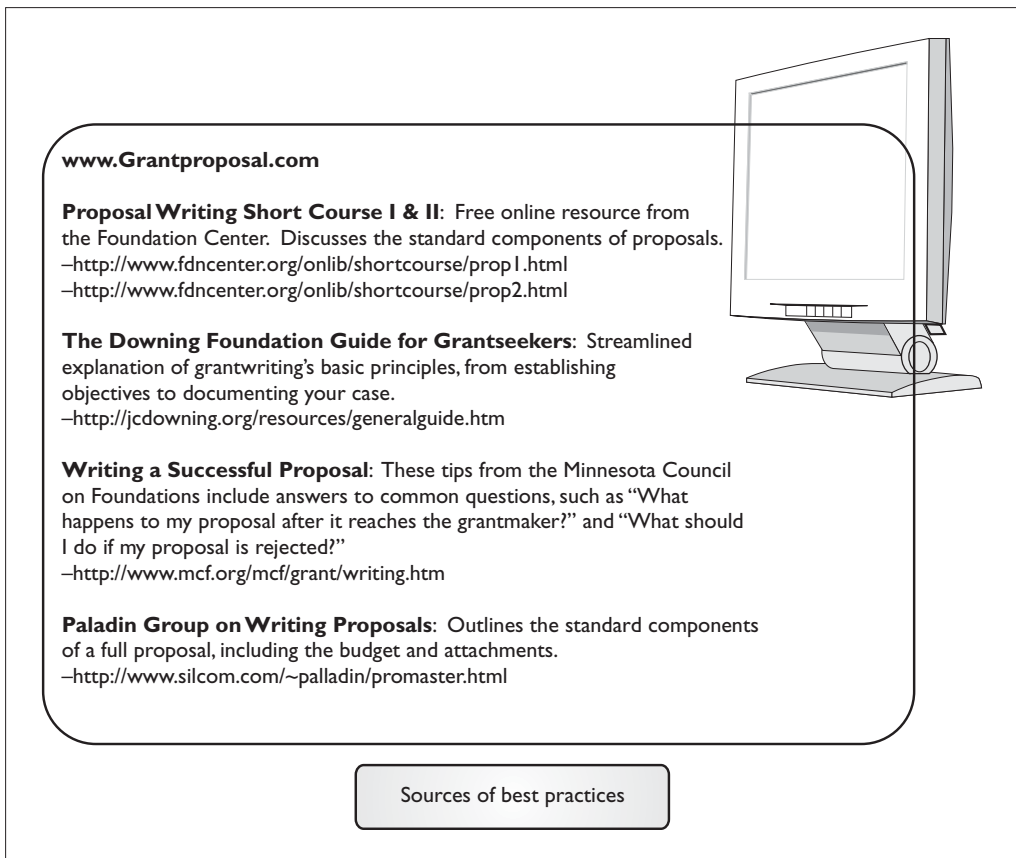 www.Grantproposal.com
Proposal Writing Short Course I & II: Free online resource from
the Foundation Center. Discusses the standard components of proposals.
–http://www.fdncenter.org/onlib/shortcourse/prop1.html
–http://www.fdncenter.org/onlib/shortcourse/prop2.html
The Downing Foundation Guide for Grantseekers: Streamlined
explanation of grantwriting’s basic principles, from establishing
objectives to documenting your case.
–http://jcdowning.org/resources/generalguide.htm
Writing a Successful Proposal: These tips from the Minnesota Council
on Foundations include answers to common questions, such as “What
happens to my proposal after it reaches the grantmaker?” and “What should
I do if my proposal is rejected?”
–http://www.mcf.org/mcf/grant/writing.htm
Paladin Group on Writing Proposals: Outlines the standard components
of a full proposal, including the budget and attachments.
–http://www.silcom.com/~palladin/promaster.html
Sources of best practices